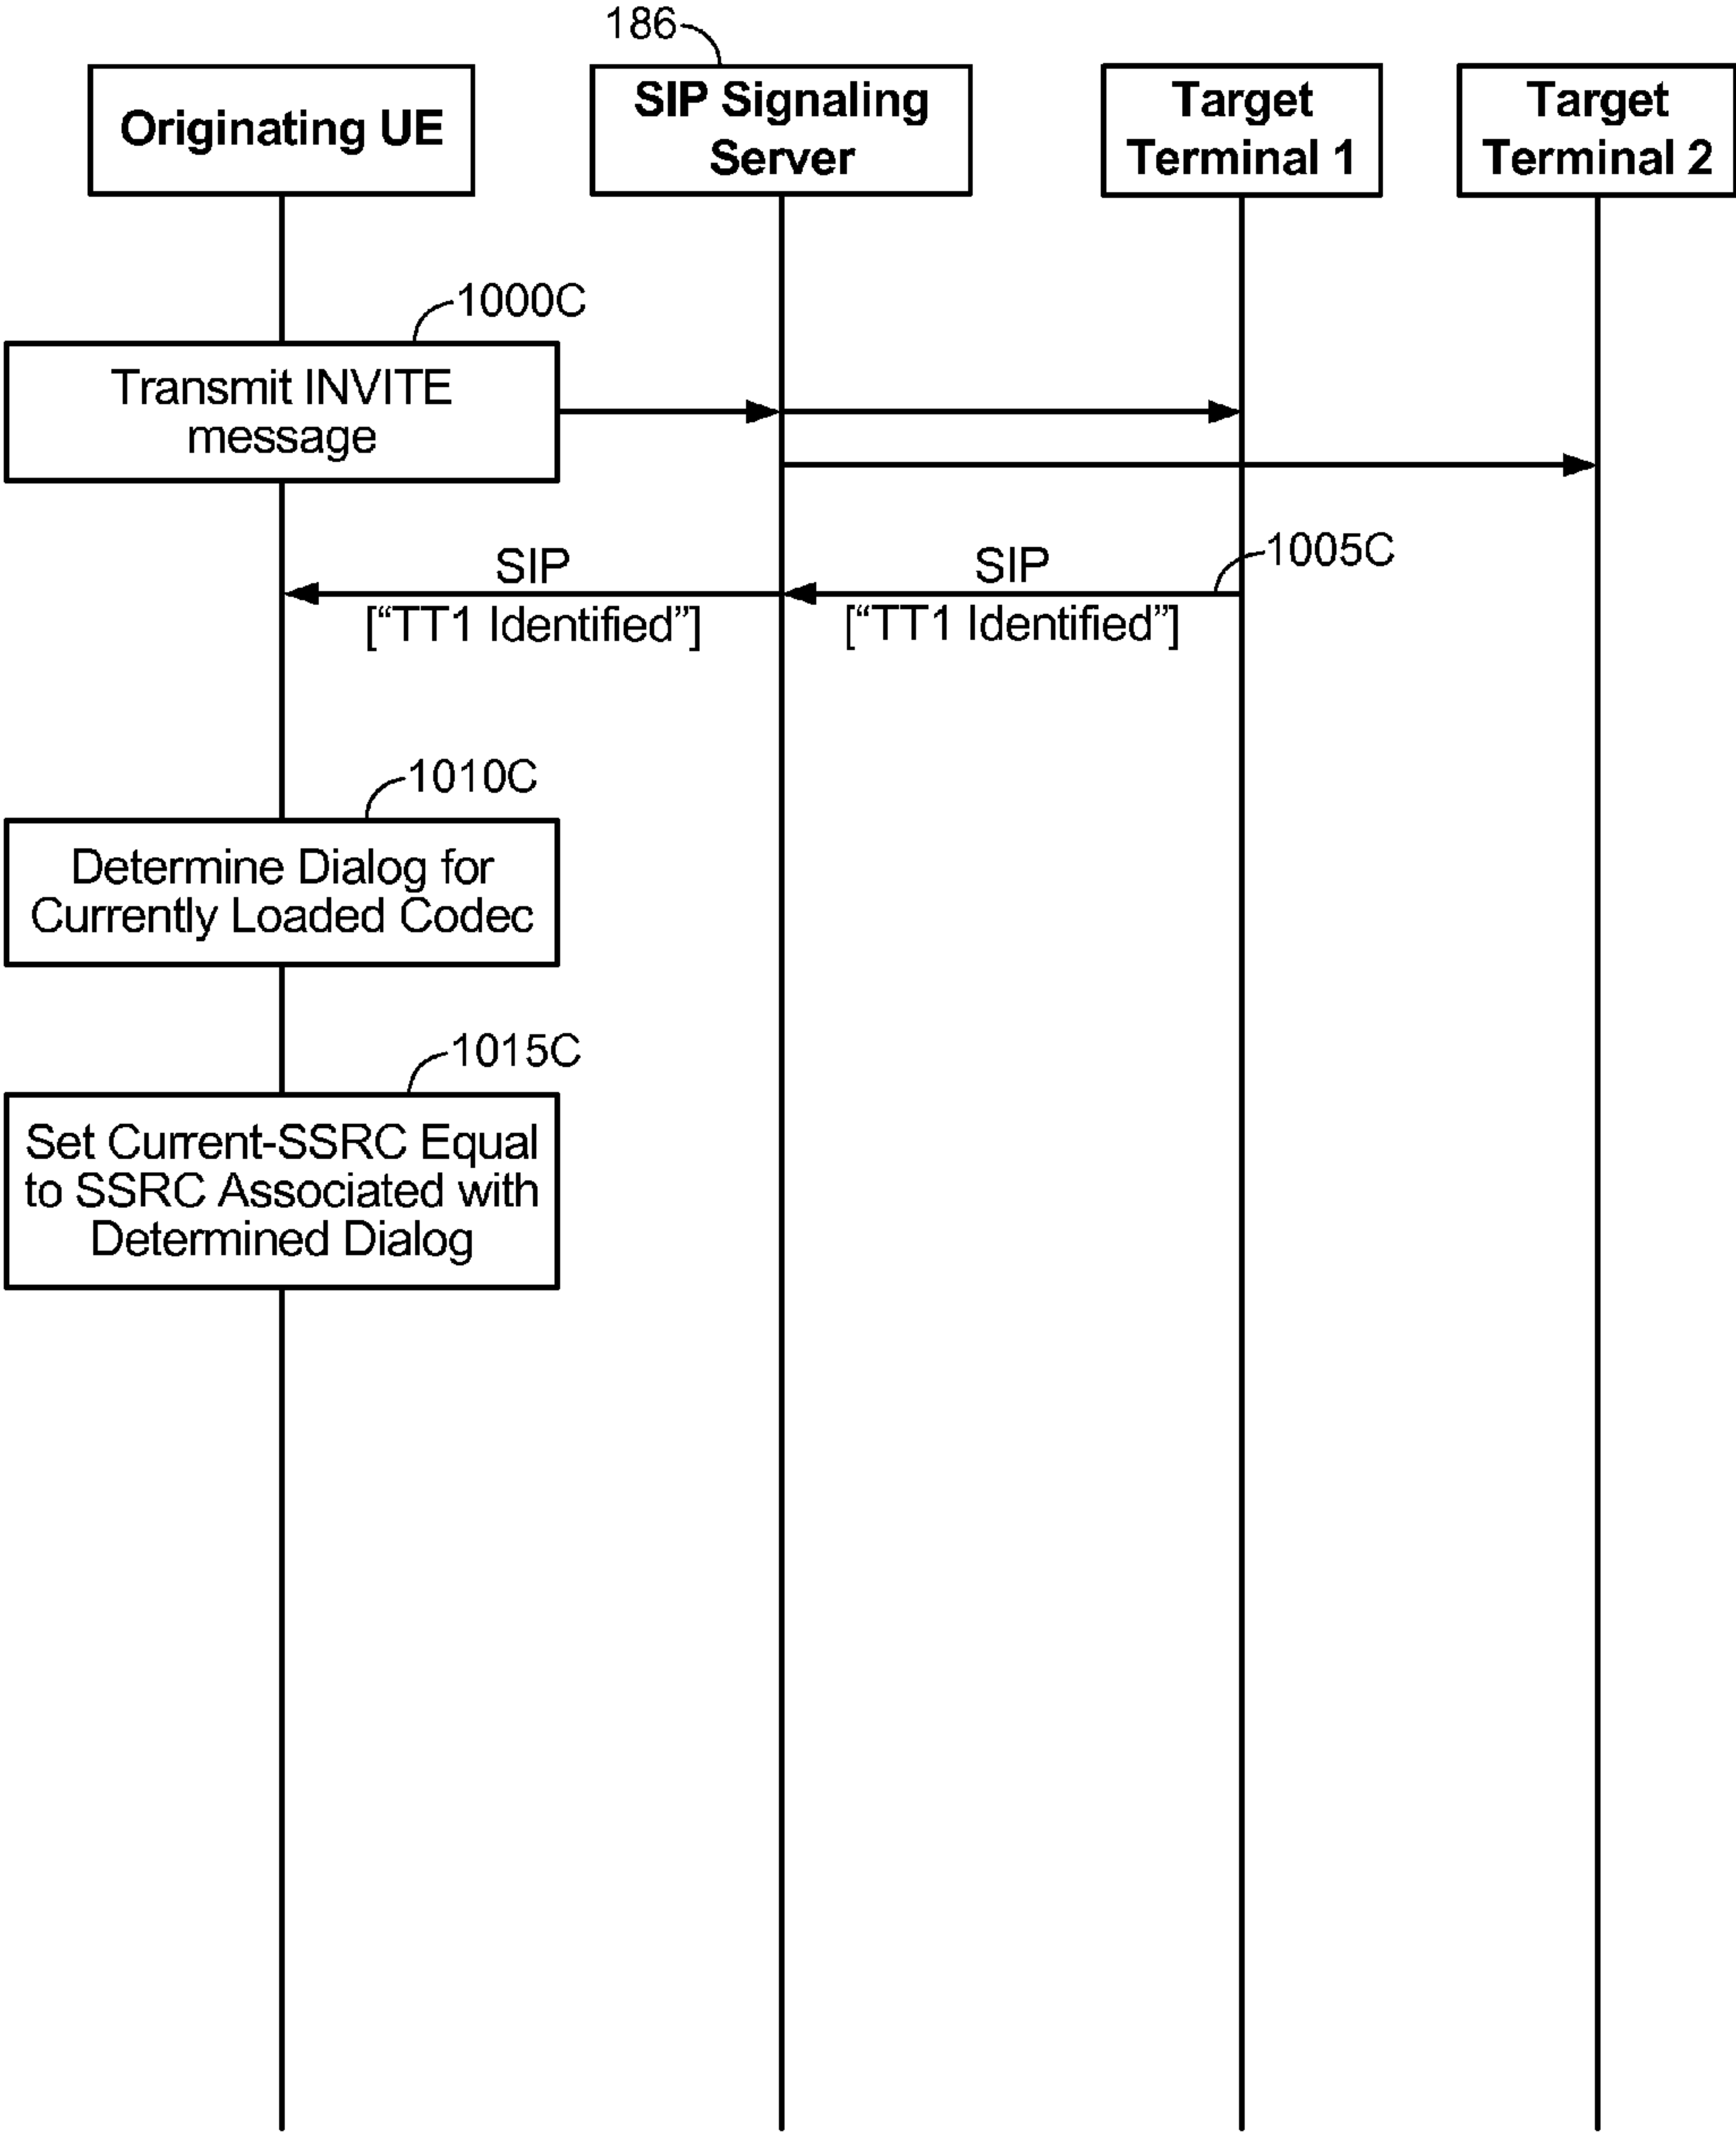 186
Originating UE
SIP Signaling
Server
Target
Terminal 1
Target
Terminal 2
1000C
Transmit INVITE
message
SIP
["TT1 Identified"]
SIP
["TT1 Identified"]
1005C
1010C
Determine Dialog for
Currently Loaded Codec
1015C
Set Current-SSRC Equal
to SSRC Associated with
Determined Dialog